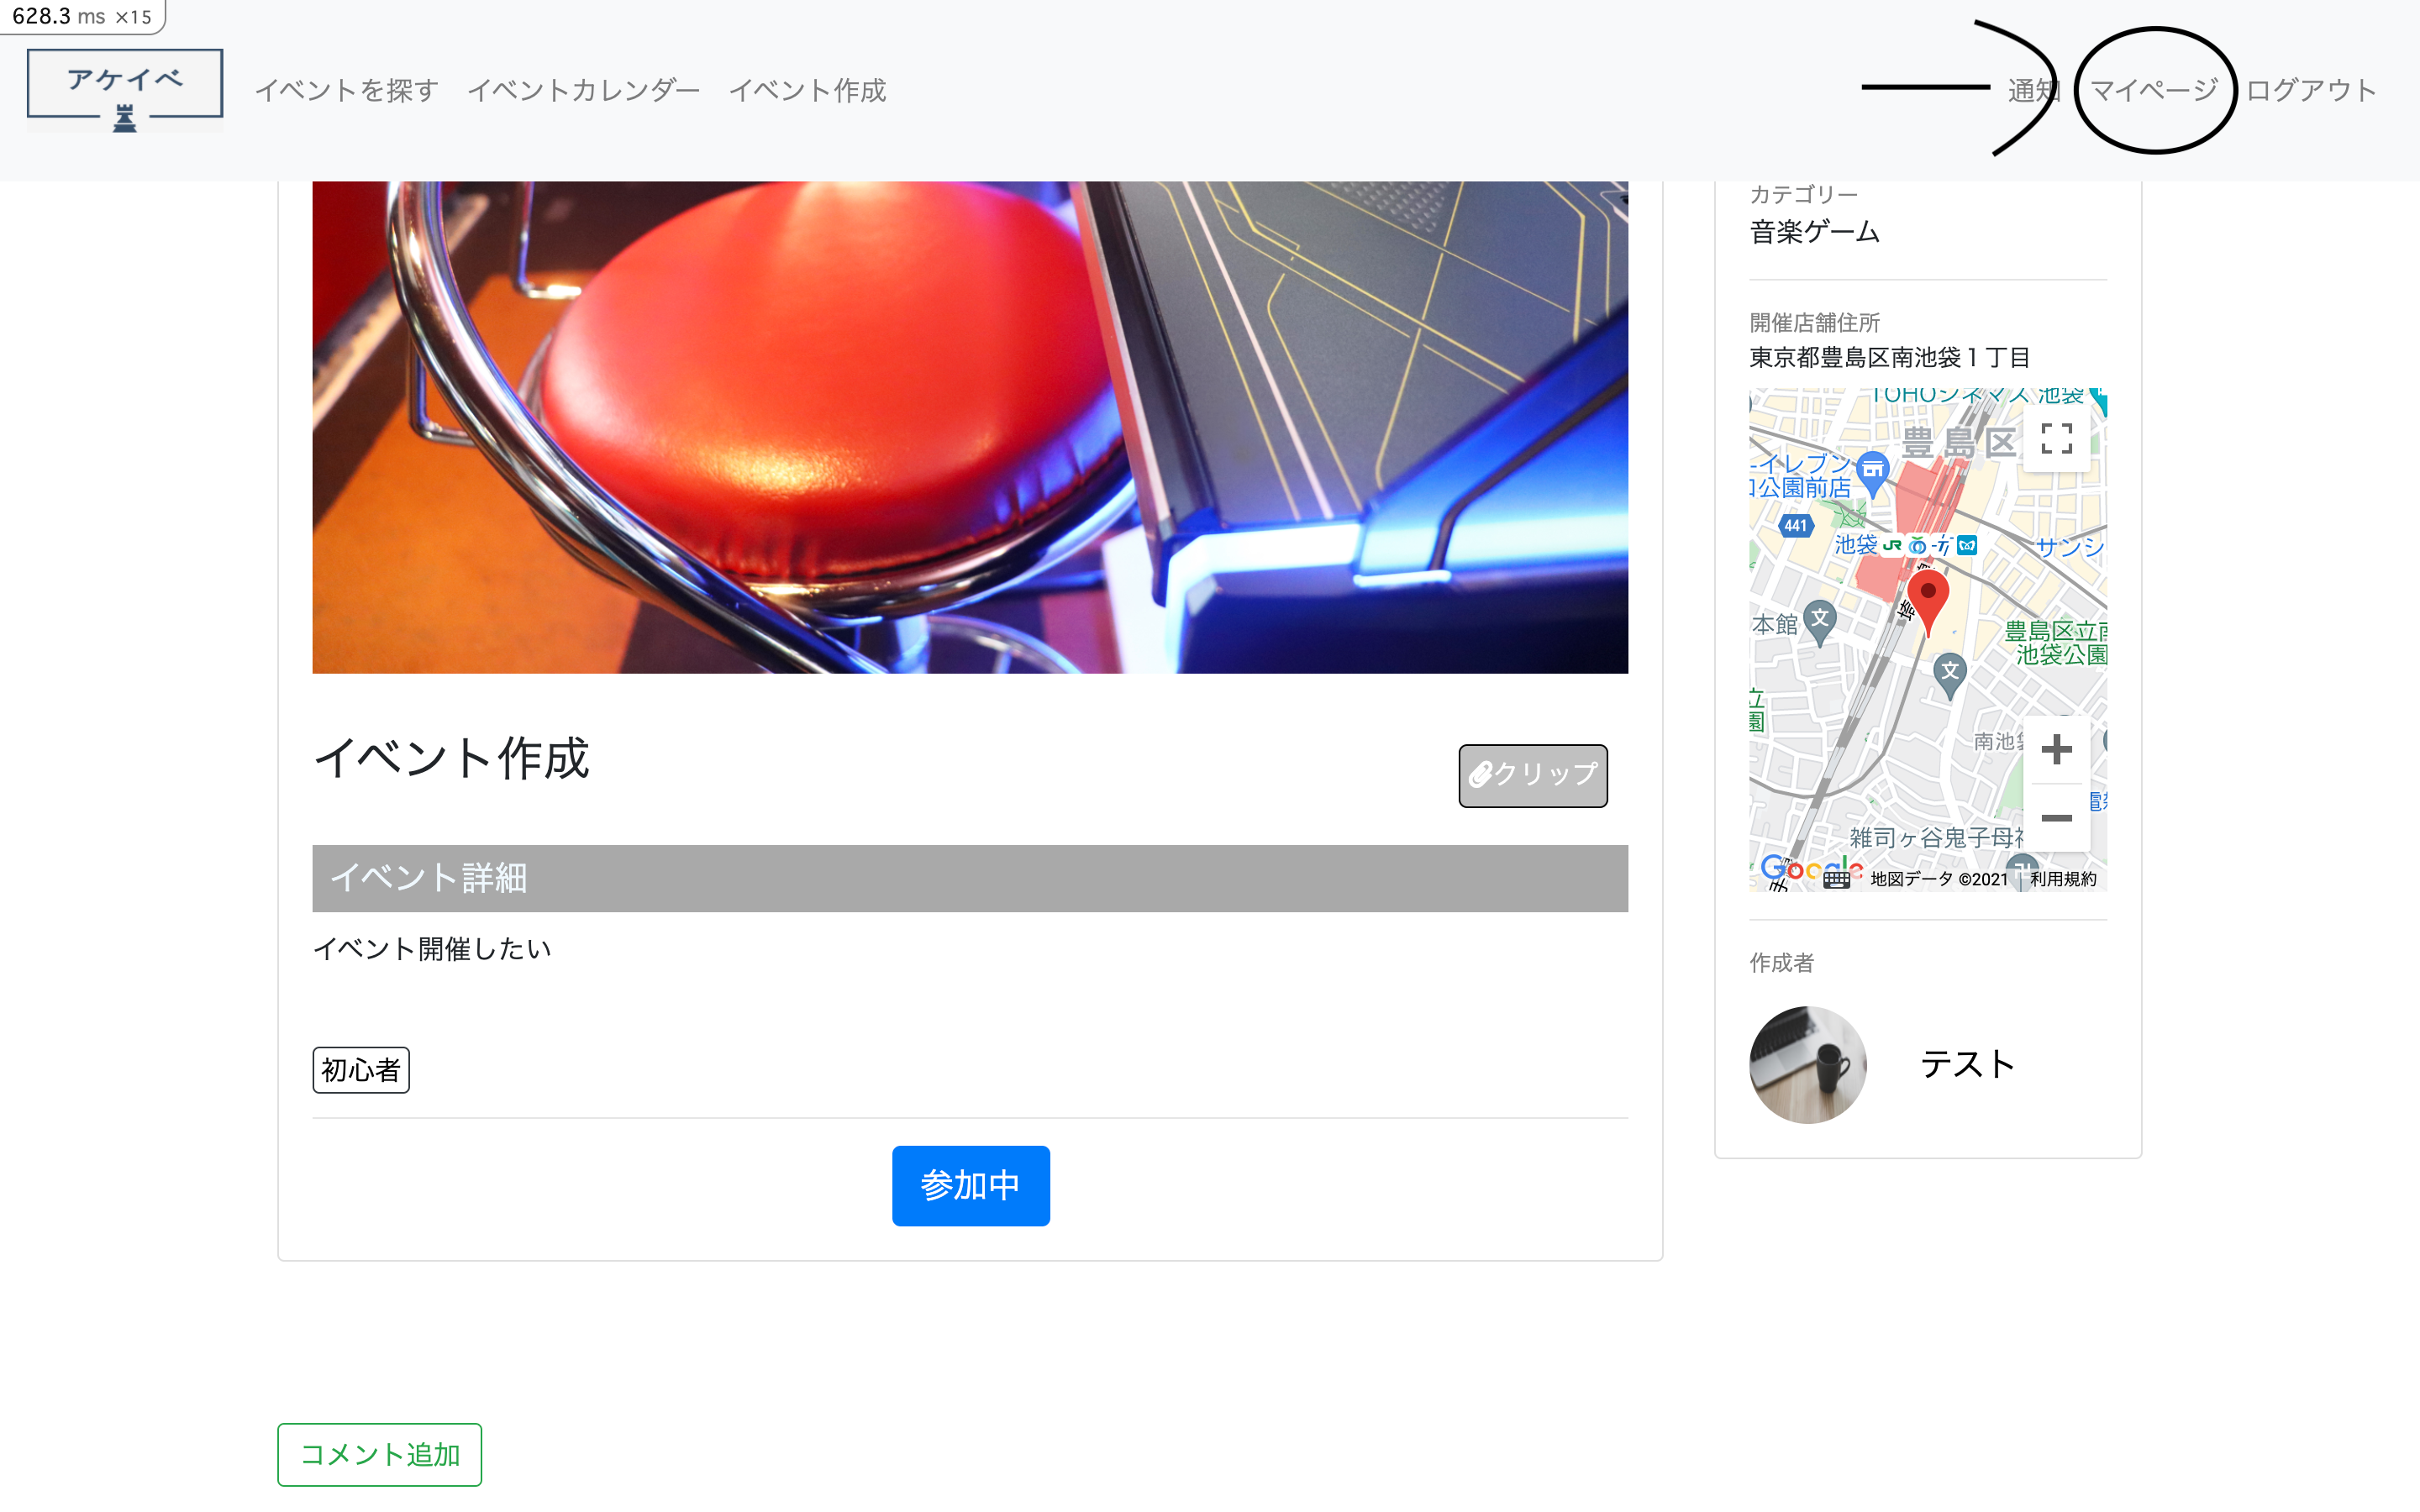 628.3 ms ×15
アケイベ
イベントを探す イベントカレンダー イベント作成
通知 マイページ ログアウト
カテゴリー
音楽ゲーム
開催店舗住所
東京都豊島区南池袋１丁目
TOHOシネマズ 池袋
豊島区
-イレブン
口公園前店
441
池袋 JR
サンシ
本館
豊島区立南
池袋公園
立
園
南池袋
電
雑司ヶ谷鬼子母神
Google
地図データ ©2021 利用規約
イベント作成
クリップ
イベント詳細
イベント開催したい
初心者
参加中
作成者
テスト
コメント追加